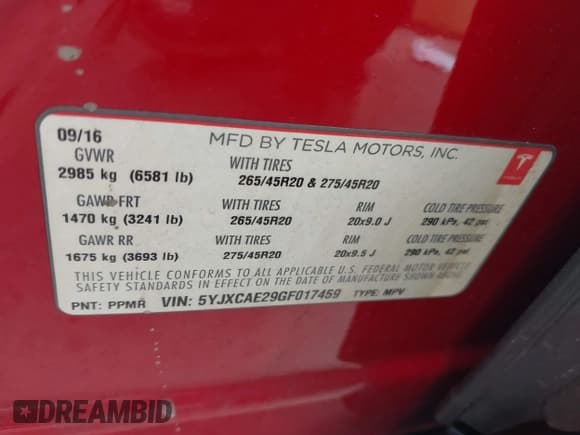 09/16 MFD BY TESLA MOTORS, INC.
GVWR WITH TIRES
2985 kg (6581 lb) 265/45R20 & 275/45R20
GAWR FRT WITH TIRES RIM COLD TIRE PRESSURE
1470 kg (3241 lb) 265/45R20 20x9.0 J 290 kPs, 42 psi
GAWR RR WITH TIRES RIM COLD TIRE PRESSURE
1675 kg (3693 lb) 275/45R20 20x9.5 J 290 kPs, 42 psi
THIS VEHICLE CONFORMS TO ALL APPLICABLE U.S. FEDERAL MOTOR VEHICLE
SAFETY STANDARDS IN EFFECT ON THE DATE OF MANUFACTURE SHOWN ABOVE.
PNT: PPMR VIN: 5YJXCAE29GF017459 TYPE: MPV
DREAMBID